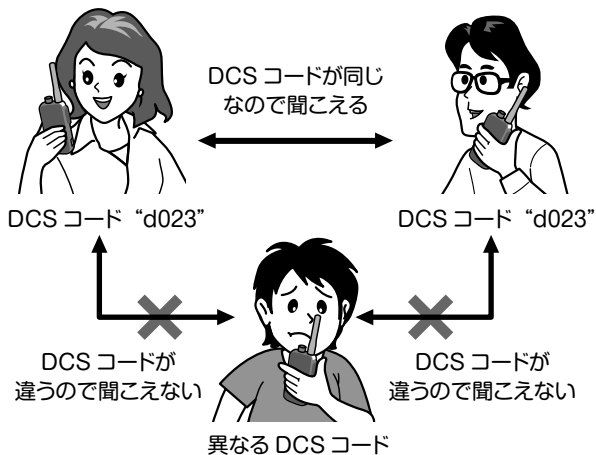 DCS コードが同じ
なので聞こえる
DCS コード “d023”
DCS コード “d023”
DCS コードが
違うので聞こえない
DCS コードが
違うので聞こえない
異なる DCS コード